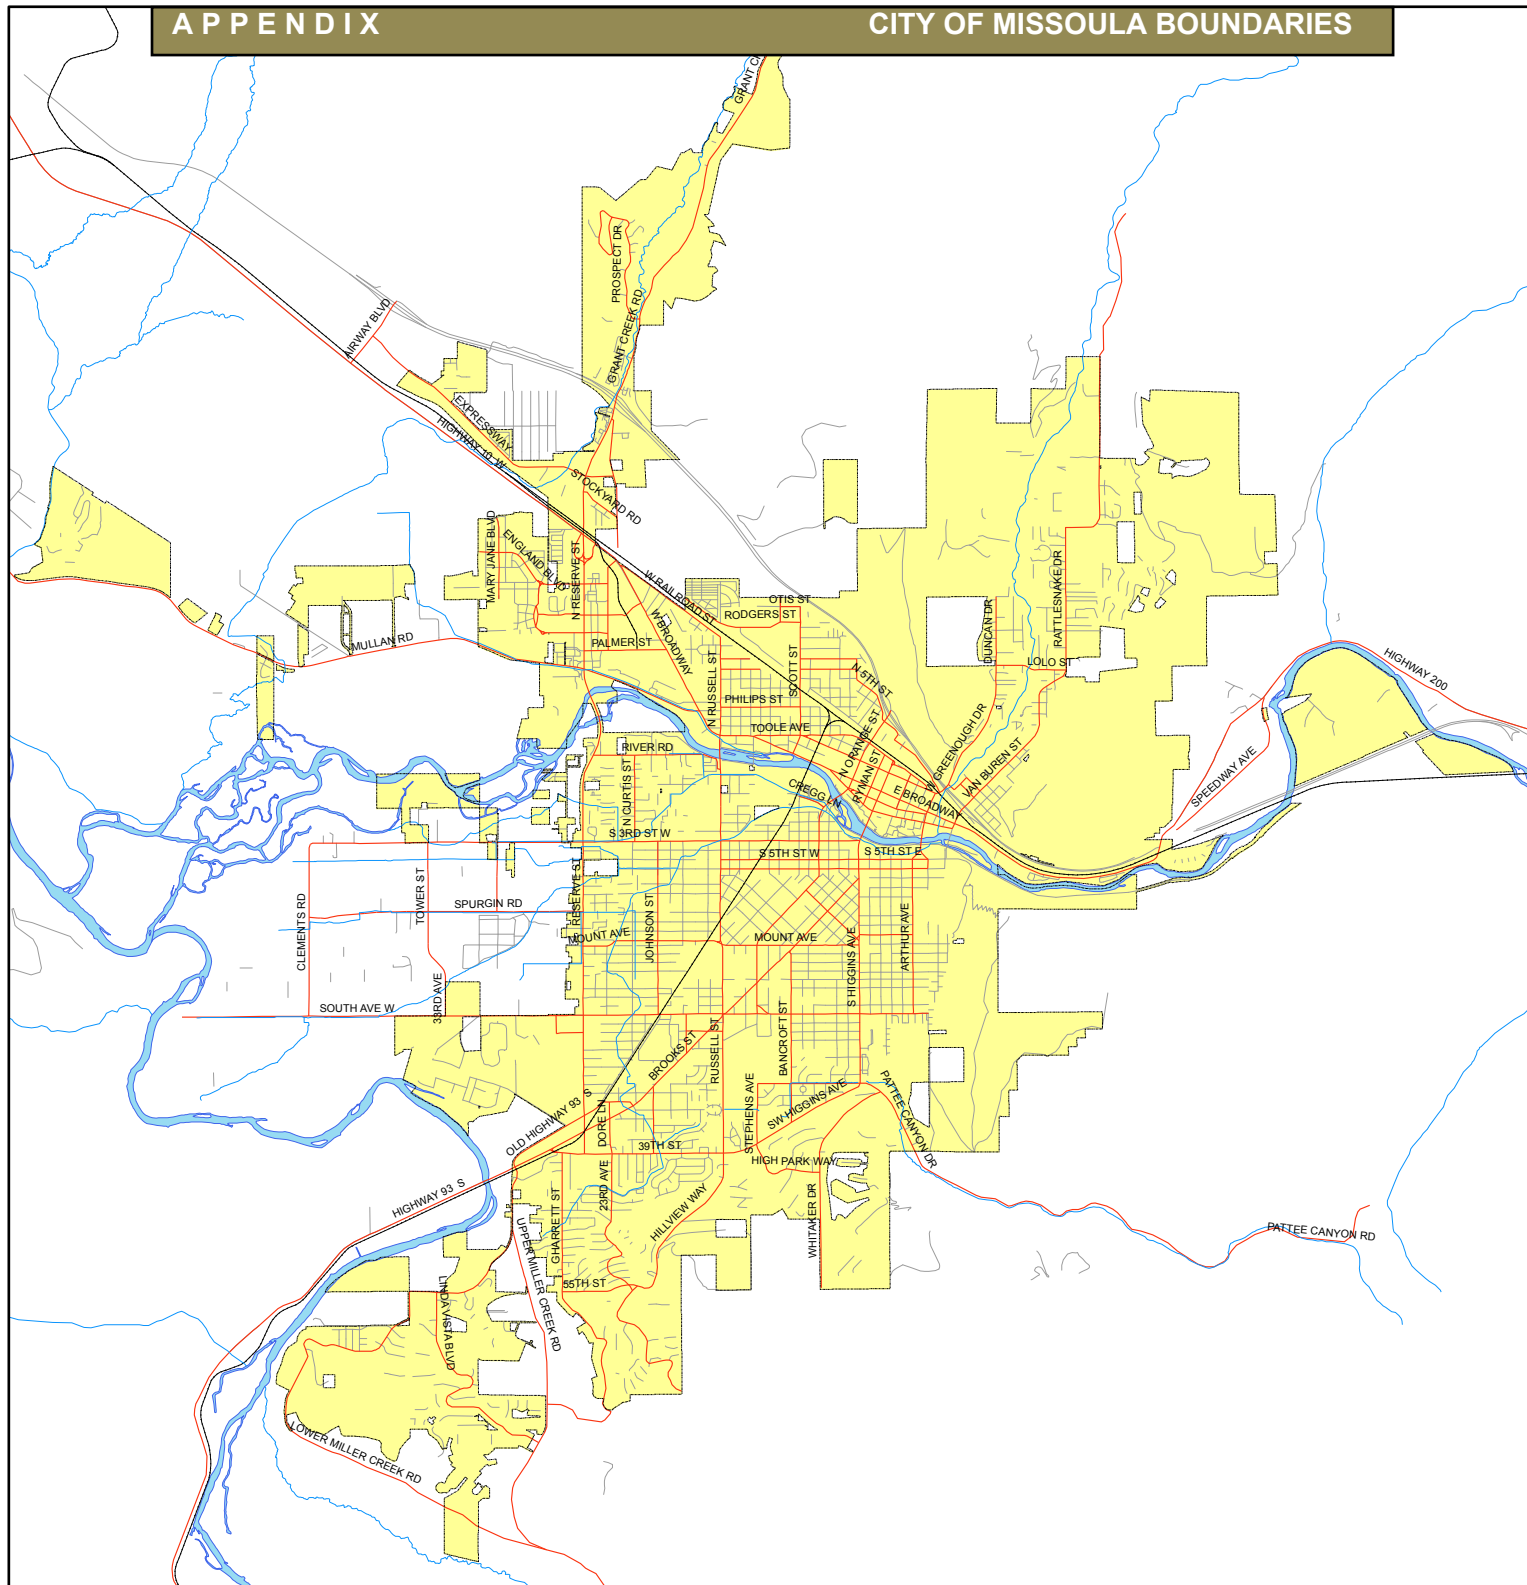 APPENDIX
CITY OF MISSOULA BOUNDARIES
PROSPECT DR
GRANT CREEK RD
AIRWAY BLVD
EXPRESSWAY
HIGHWAY 10 W
STOCKYARD RD
MARY JANE BLVD
ENGLAND BLVD
N RESERVE ST
W RAILROAD ST
OTIS ST
RODGERS ST
W BROADWAY
PALMER ST
MULLAN RD
N RUSSELL ST
SCOTT ST
N 5TH ST
PHILIPS ST
TOOLE AVE
DUNCAN DR
RATTLESNAKE DR
LOLO ST
HIGHWAY 200
RIVER RD
N CURTIS ST
N ORANGE ST
RYMAN ST
W GREENOUGH DR
VAN BUREN ST
E BROADWAY
CREGG LN
SPEEDWAY AVE
S 3RD ST W
S 5TH ST W
S 5TH ST E
CLEMENTS RD
TOWER ST
SPURGIN RD
RESERVE ST
MOUNT AVE
JOHNSON ST
MOUNT AVE
S HIGGINS AVE
ARTHUR AVE
SOUTH AVE W
33RD AVE
BROOKS ST
RUSSELL ST
BANCROFT ST
OLD HIGHWAY 93 S
DORE LN
39TH ST
STEPHENS AVE
SW HIGGINS AVE
PATTEE CANYON DR
HIGH PARK WAY
HIGHWAY 93 S
GHARRETT ST
23RD AVE
HILLVIEW WAY
WHITAKER DR
PATTEE CANYON RD
UPPER MILLER CREEK RD
55TH ST
LINDA VISTA BLVD
LOWER MILLER CREEK RD